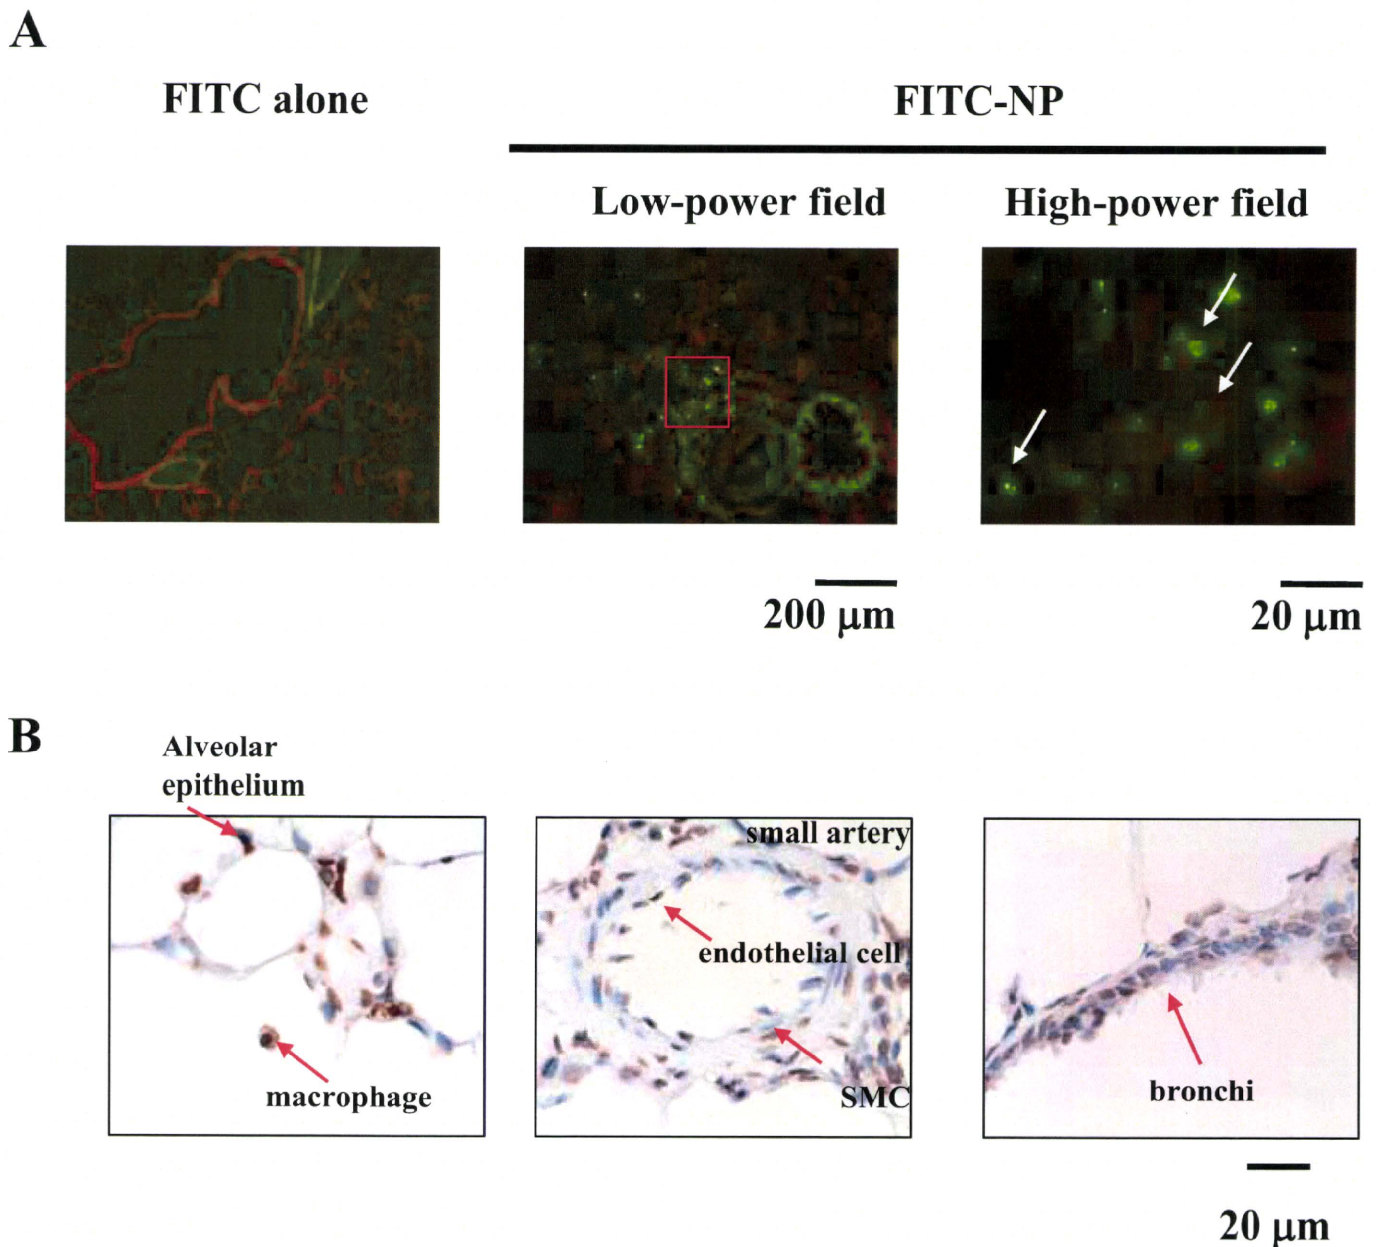 A
FITC alone
FITC-NP
Low-power field
High-power field
200 μm
20 μm
B
Alveolar
epithelium
macrophage
small artery
endothelial cell
SMC
bronchi
20 μm